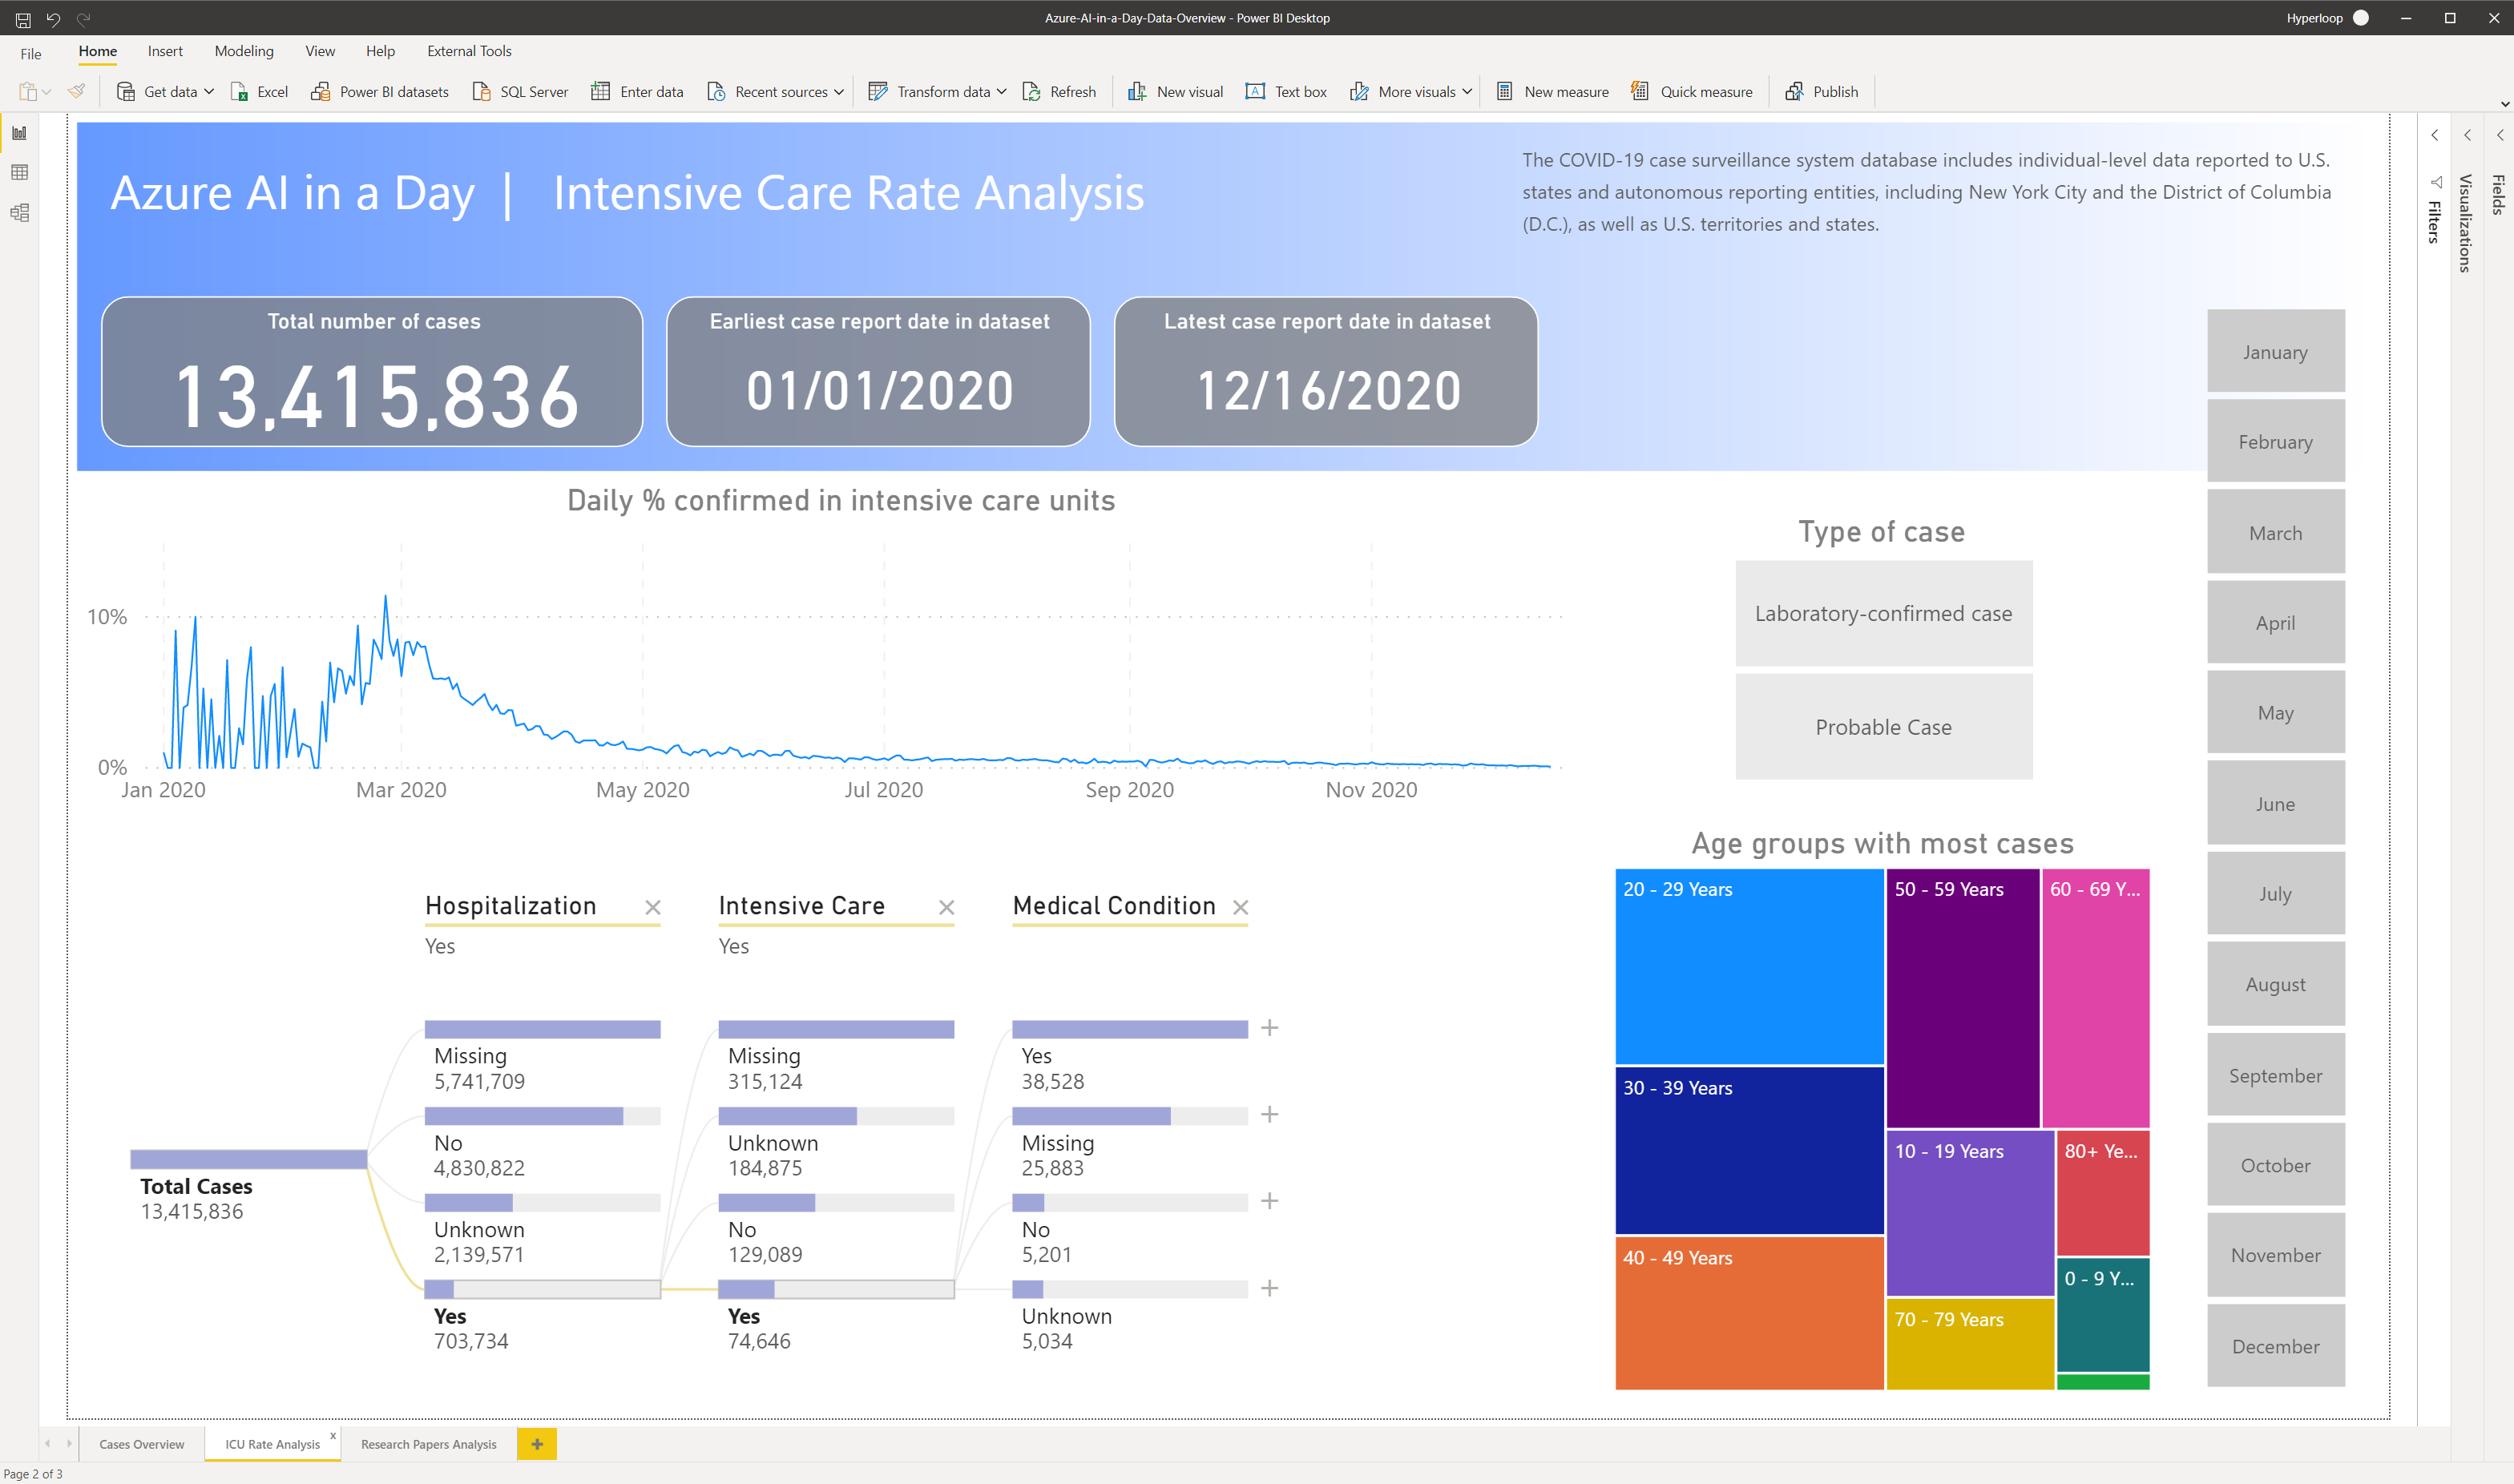 Azure-AI-in-a-Day-Data-Overview - Power BI Desktop
Hyperloop
File
Home
Insert
Modeling
View
Help
External Tools
Get data
Excel
Power BI datasets
SQL Server
Enter data
Recent sources
Transform data
Refresh
New visual
Text box
More visuals
New measure
Quick measure
Publish
Azure AI in a Day | Intensive Care Rate Analysis
The COVID-19 case surveillance system database includes individual-level data reported to U.S.
states and autonomous reporting entities, including New York City and the District of Columbia
(D.C.), as well as U.S. territories and states.
Filters
Visualizations
Fields
Total number of cases
13,415,836
Earliest case report date in dataset
01/01/2020
Latest case report date in dataset
12/16/2020
Daily % confirmed in intensive care units
10%
0%
Jan 2020
Mar 2020
May 2020
Jul 2020
Sep 2020
Nov 2020
Type of case
Laboratory-confirmed case
Probable Case
January
February
March
April
May
June
July
August
September
October
November
December
Hospitalization
Yes
Intensive Care
Yes
Medical Condition
Total Cases
13,415,836
Missing
5,741,709
No
4,830,822
Unknown
2,139,571
Yes
703,734
Missing
315,124
Unknown
184,875
No
129,089
Yes
74,646
Yes
38,528
Missing
25,883
No
5,201
Unknown
5,034
Age groups with most cases
20 - 29 Years
30 - 39 Years
40 - 49 Years
50 - 59 Years
60 - 69 Y...
10 - 19 Years
80+ Ye...
70 - 79 Years
0 - 9 Y...
Cases Overview
ICU Rate Analysis
x
Research Papers Analysis
Page 2 of 3